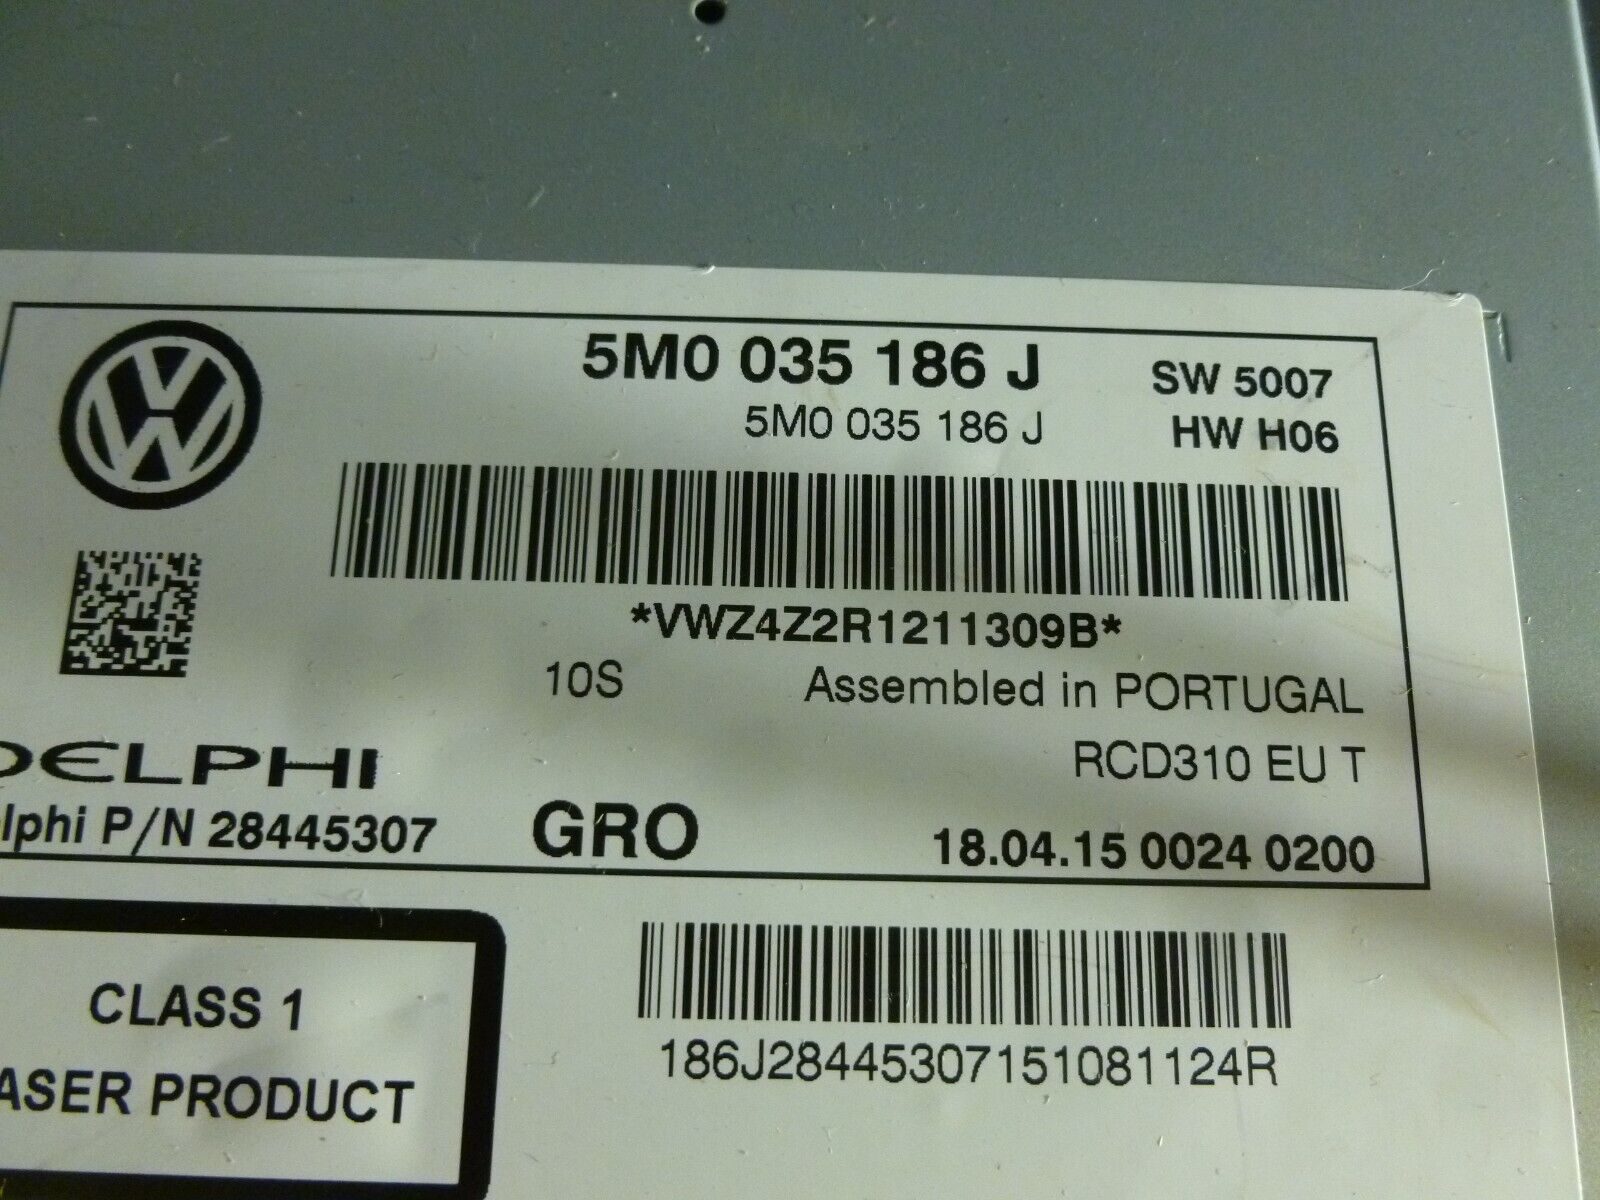 5M0 035 186 J
SW 5007
5M0 035 186 J
HW H06
*VWZ4Z2R1211309B*
10S
Assembled in PORTUGAL
DELPHI
RCD310 EU T
lphi P/N 28445307
GRO
18.04.15 0024 0200
CLASS 1
ASER PRODUCT
186J28445307151081124R